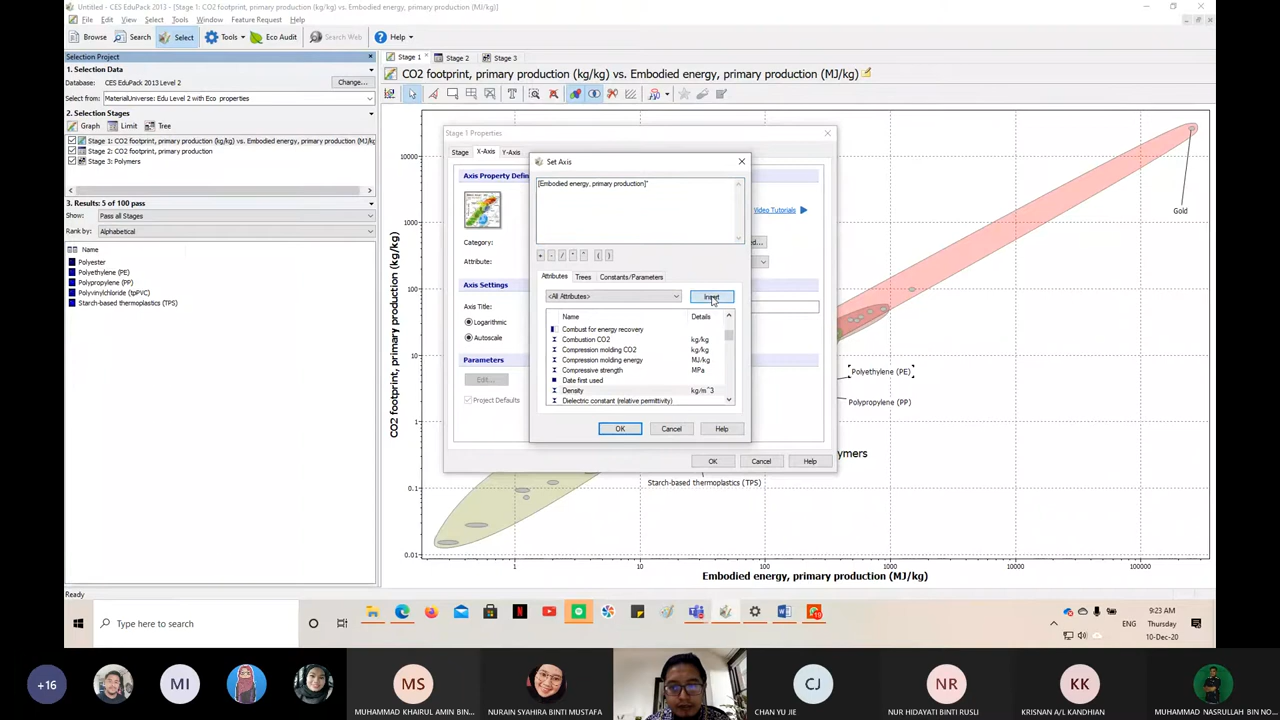 Untitled - CES EduPack 2013 - [Stage 1: CO2 footprint, primary production (kg/kg) vs. Embodied energy, primary production (MJ/kg)]
File Edit View Select Tools Window Feature Request Help
Browse Search Select Tools Eco Audit Search Web Help
Selection Project
1. Selection Data
Database: CES EduPack 2013 Level 2 Change...
Select from: MaterialUniverse: Edu Level 2 with Eco properties
2. Selection Stages
Graph Limit Tree
Stage 1: CO2 footprint, primary production (kg/kg) vs. Embodied energy, primary production (MJ/kg
Stage 2: CO2 footprint, primary production
Stage 3: Polymers
3. Results: 5 of 100 pass
Show: Pass all Stages
Rank by: Alphabetical
Name
Polyester
Polyethylene (PE)
Polypropylene (PP)
Polyvinylchloride (tpPVC)
Starch-based thermoplastics (TPS)
Stage 1 Stage 2 Stage 3
CO2 footprint, primary production (kg/kg) vs. Embodied energy, primary production (MJ/kg)
CO2 footprint, primary production (kg/kg)
10000
1000
100
10
1
0.1
0.01
Gold
Polyethylene (PE)
Polypropylene (PP)
ymers
Starch-based thermoplastics (TPS)
1 10 100 1000 10000 100000
Embodied energy, primary production (MJ/kg)
Stage 1 Properties
Stage X-Axis Y-Axis
Axis Property Defin
Video Tutorials
Category:
Attribute:
Axis Settings
Axis Title:
Logarithmic
Autoscale
Parameters
Edit...
Project Defaults
OK Cancel Help
Set Axis
[Embodied energy, primary production]*
+ - / * ^ ( )
Attributes Trees Constants/Parameters
<All Attributes> Insert
Name Details
Combust for energy recovery
Combustion CO2 kg/kg
Compression molding CO2 kg/kg
Compression molding energy MJ/kg
Compressive strength MPa
Date first used
Density kg/m^3
Dielectric constant (relative permittivity)
OK Cancel Help
Ready
Type here to search
ENG
9:23 AM
Thursday
10-Dec-20
+16
MI
MS
MUHAMMAD KHAIRUL AMIN BIN...
NURAIN SYAHIRA BINTI MUSTAFA
CJ
CHAN YU JIE
NR
NUR HIDAYATI BINTI RUSLI
KK
KRISNAN A/L KANDHIAN
MUHAMMAD NASRULLAH BIN NO...